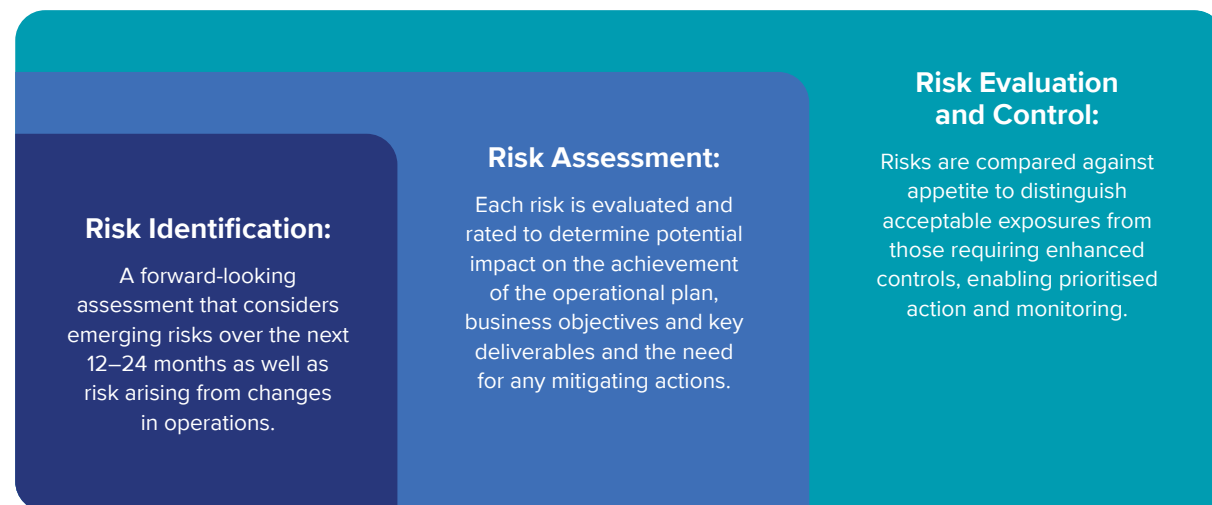 Risk Identification:
A forward-looking
assessment that considers
emerging risks over the next
12–24 months as well as
risk arising from changes
in operations.
Risk Assessment:
Each risk is evaluated and
rated to determine potential
impact on the achievement
of the operational plan,
business objectives and key
deliverables and the need
for any mitigating actions.
Risk Evaluation
and Control:
Risks are compared against
appetite to distinguish
acceptable exposures from
those requiring enhanced
controls, enabling prioritised
action and monitoring.